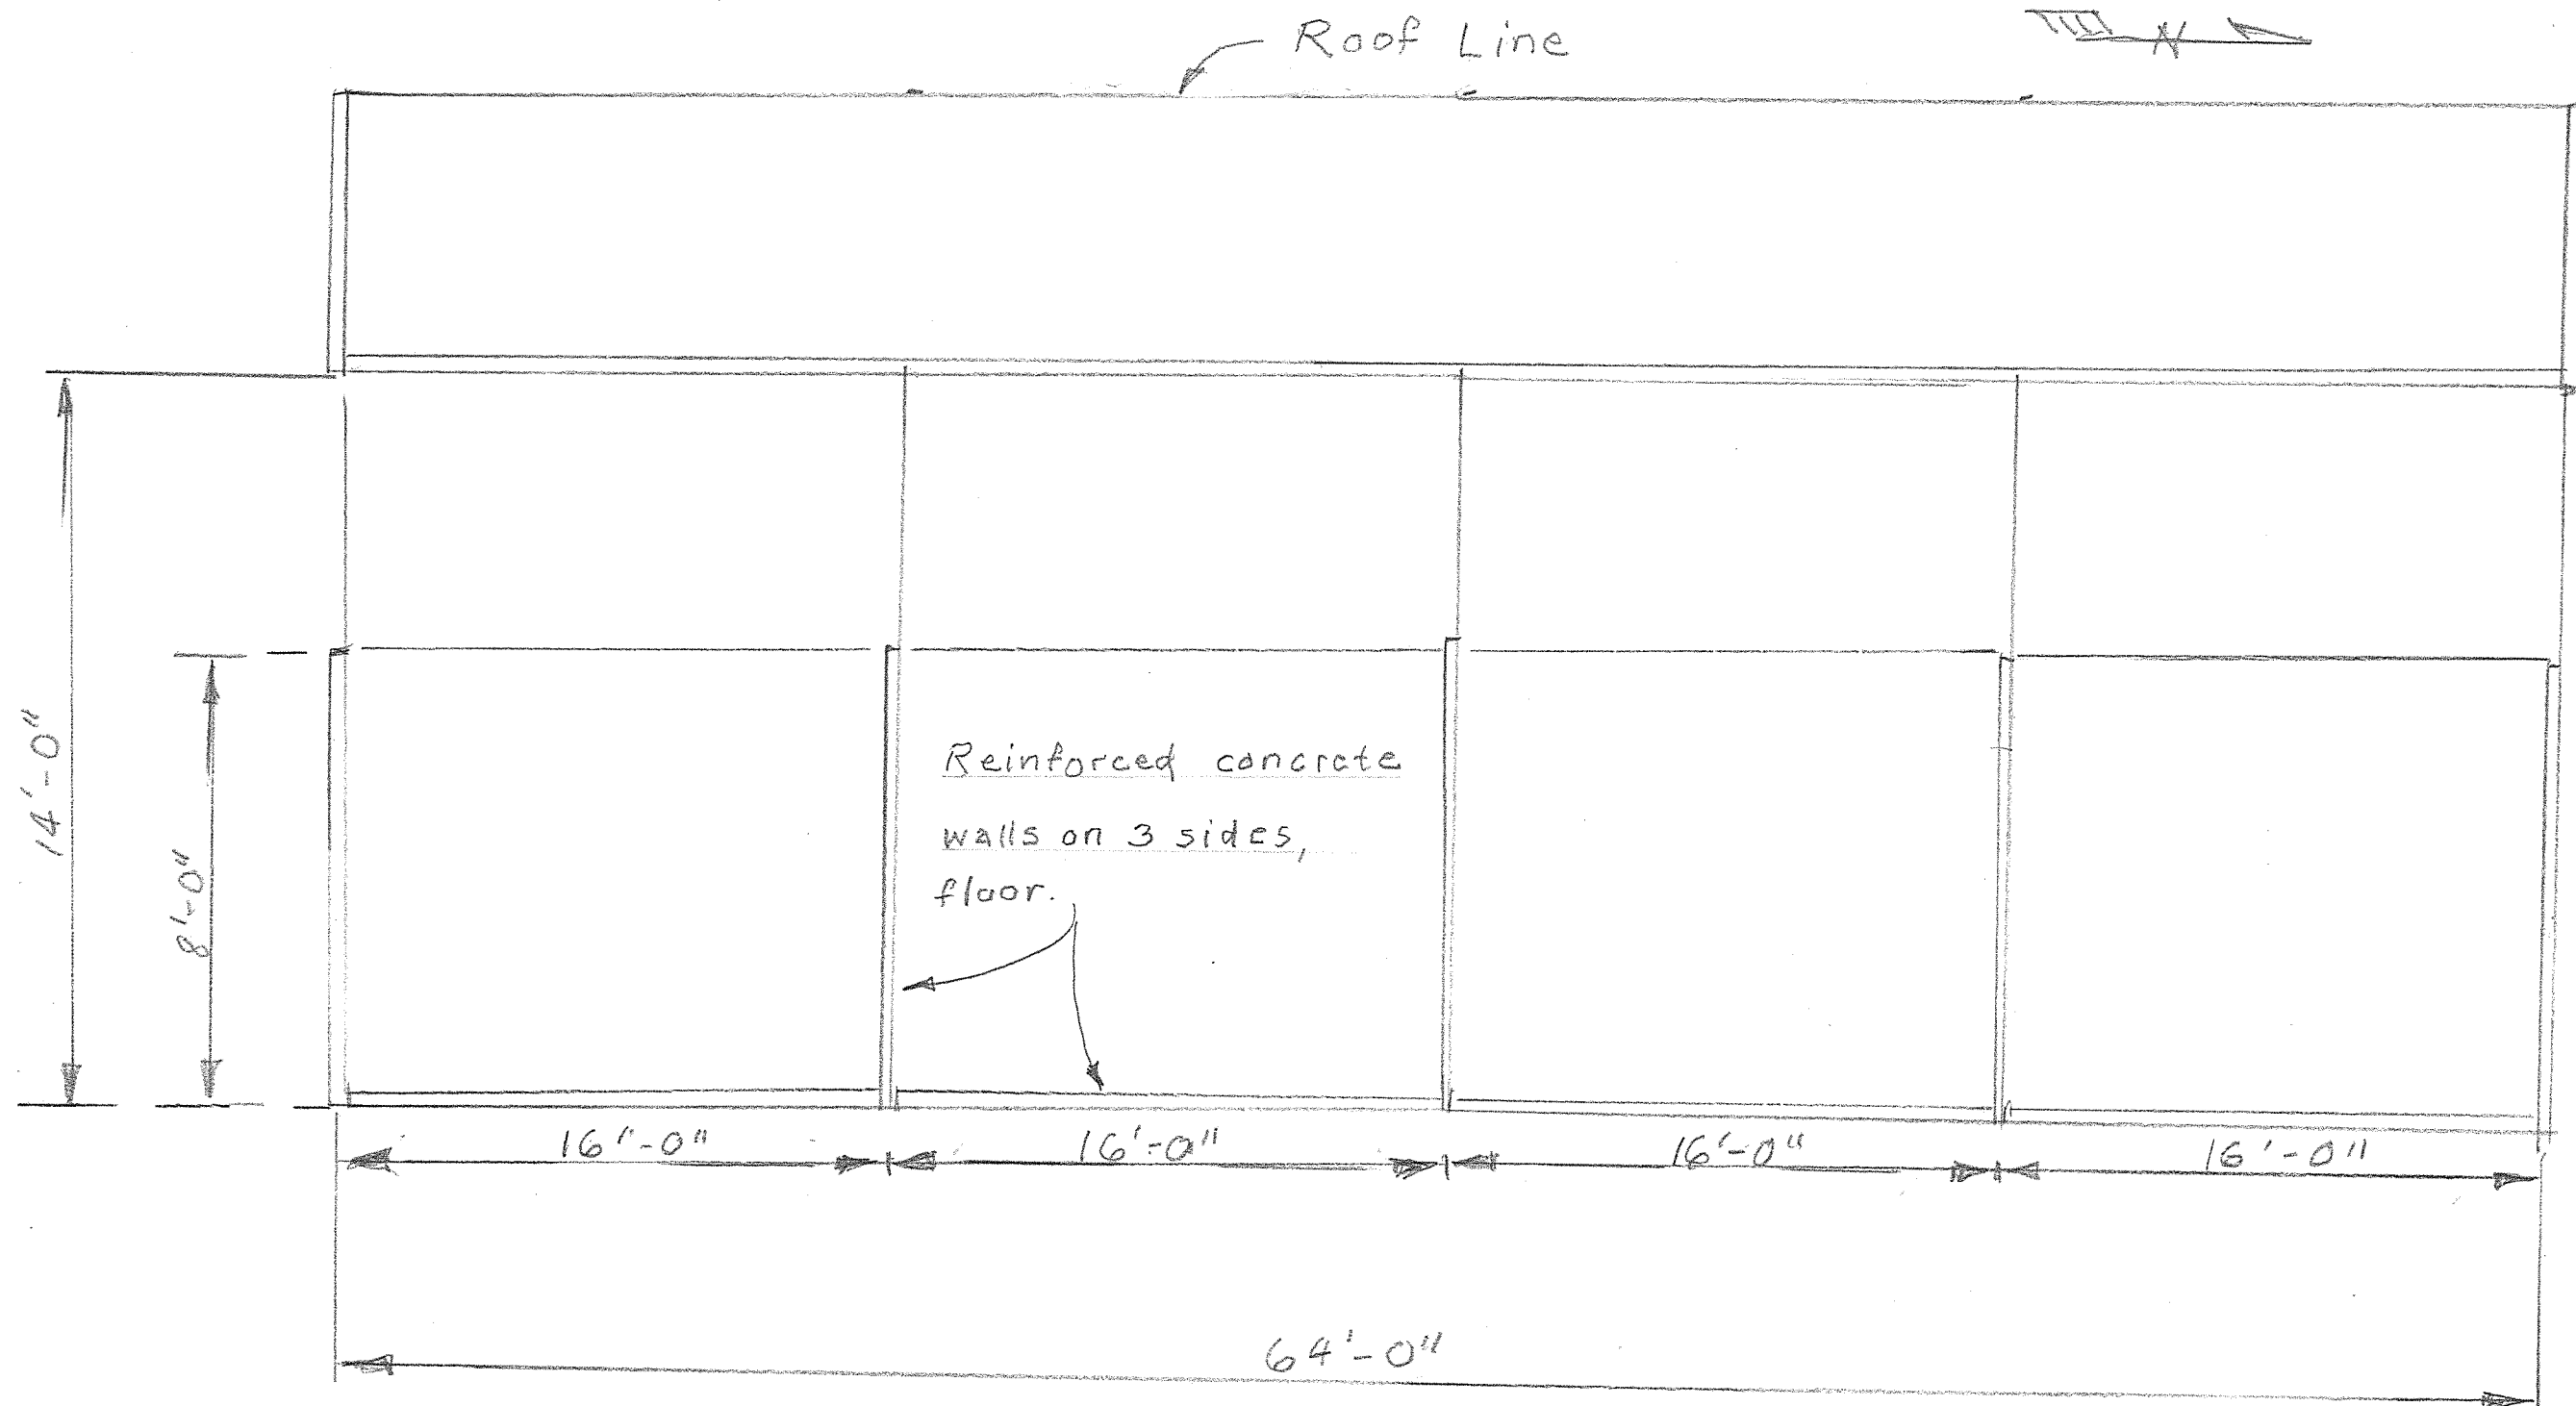 Roof Line
N
14'-0"
8'-0"
Reinforced concrete
walls on 3 sides,
floor.
16'-0"
16'-0"
16'-0"
16'-0"
64'-0"